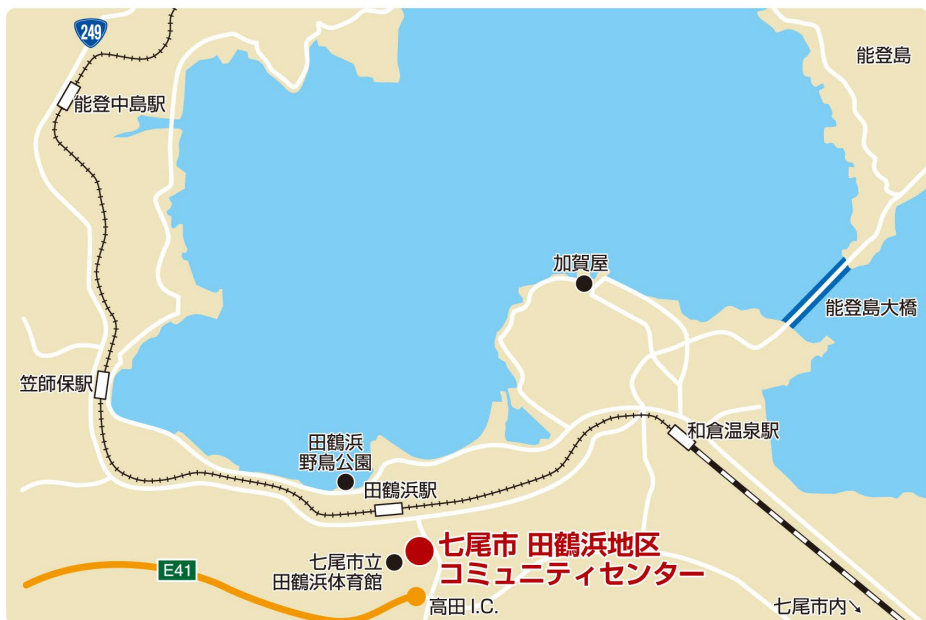 249
能登島
能登中島駅
加賀屋
能登島大橋
笠師保駅
田鶴浜
野鳥公園
和倉温泉駅
田鶴浜駅
七尾市 田鶴浜地区
コミュニティセンター
七尾市立
田鶴浜体育館
E41
高田 I.C.
七尾市内↘